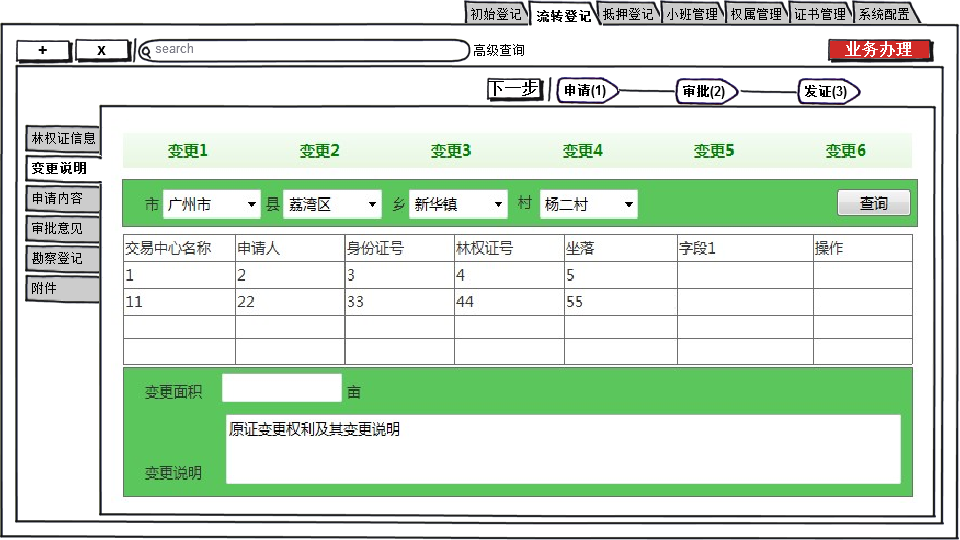 初始登记 流转登记 抵押登记 小班管理 权属管理 证书管理 系统配置
+ x search 高级查询 业务办理
下一步 申请(1) 审批(2) 发证(3)
林权证信息
变更说明
申请内容
审批意见
勘察登记
附件
变更1 变更2 变更3 变更4 变更5 变更6
市 广州市 县 荔湾区 乡 新华镇 村 杨二村 查询
交易中心名称 申请人 身份证号 林权证号 坐落 字段1 操作
1 2 3 4 5
11 22 33 44 55
变更面积 亩
原证变更权利及其变更说明
变更说明